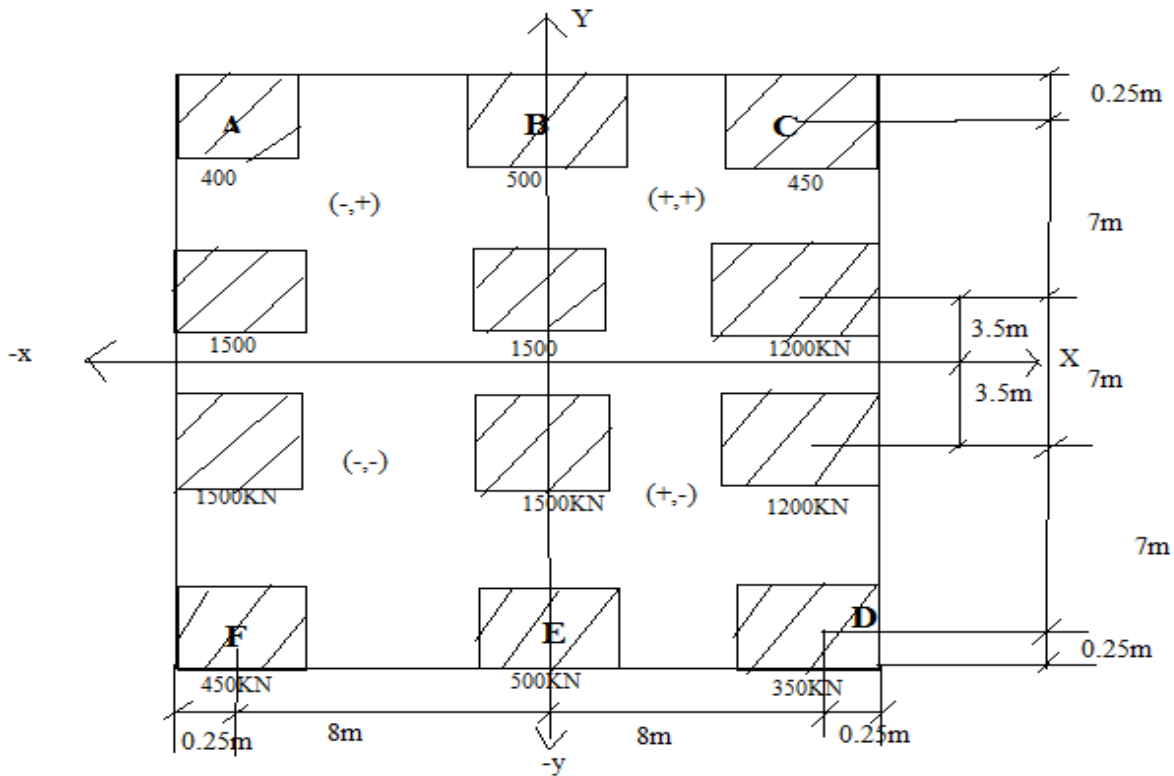 Y
0.25m
A
B
C
400
500
450
(-,+)
(+,+)
7m
3.5m
-x
1500
1500
1200KN
X
7m
3.5m
(-,-)
(+,-)
1500KN
1500KN
1200KN
7m
F
E
D
0.25m
450KN
500KN
350KN
0.25m
8m
8m
0.25m
-y